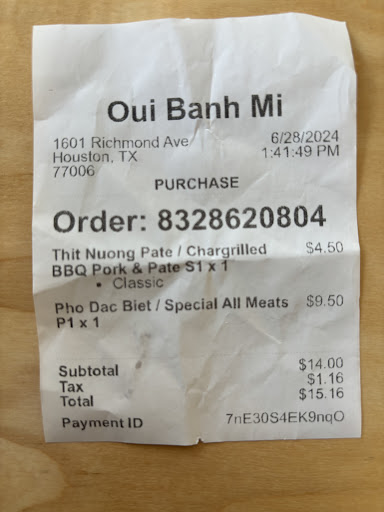 Oui Banh Mi
1601 Richmond Ave 6/28/2024
Houston, TX 1:41:49 PM
77006
PURCHASE
Order: 8328620804
Thit Nuong Pate / Chargrilled $4.50
BBQ Pork & Pate S1 x 1
• Classic
Pho Dac Biet / Special All Meats $9.50
P1 x 1
Subtotal $14.00
Tax $1.16
Total $15.16
Payment ID 7nE30S4EK9nqO